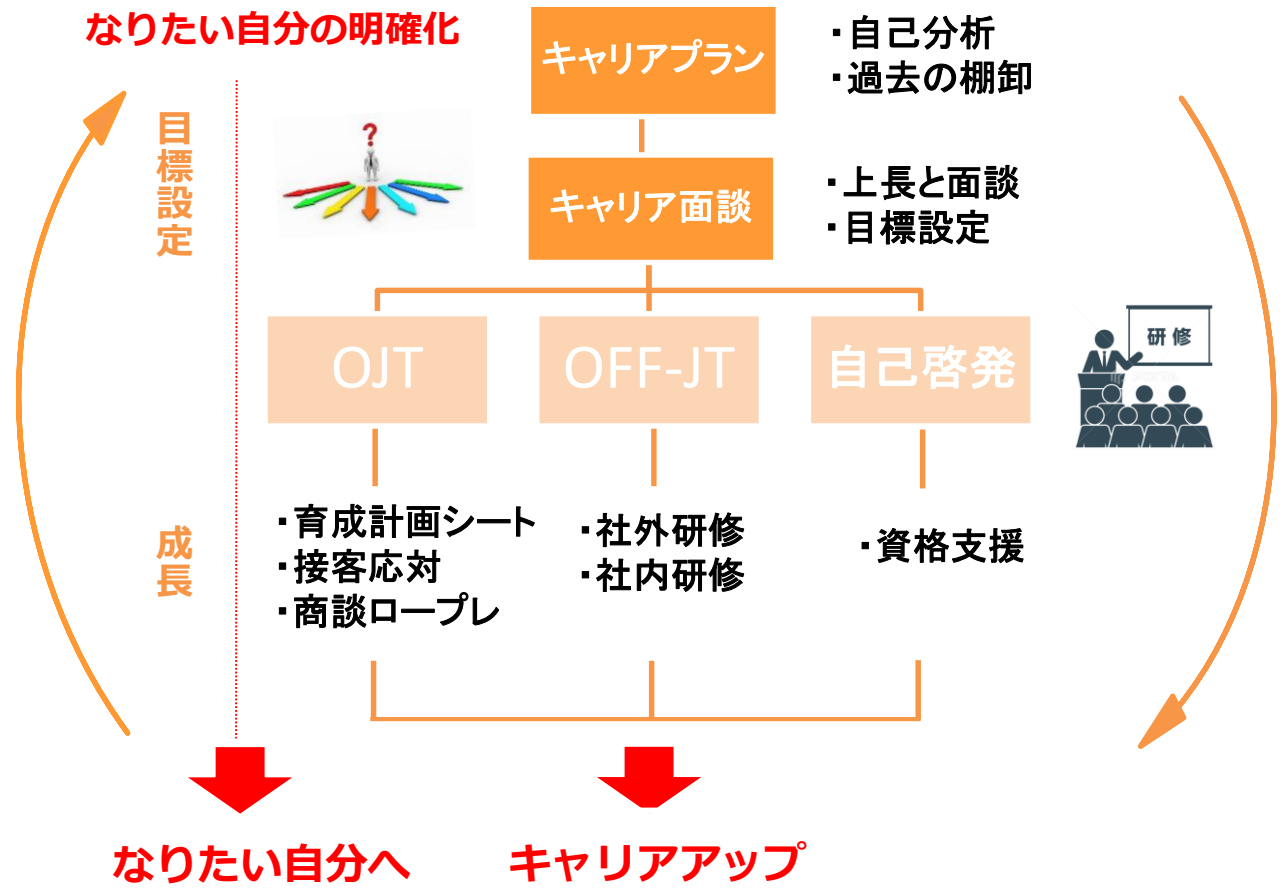 なりたい自分の明確化
キャリアプラン
・自己分析
・過去の棚卸
目標設定
?
キャリア面談
・上長と面談
・目標設定
OJT
OFF-JT
自己啓発
研修
成長
・育成計画シート
・接客応対
・商談ロープレ
・社外研修
・社内研修
・資格支援
なりたい自分へ
キャリアアップ